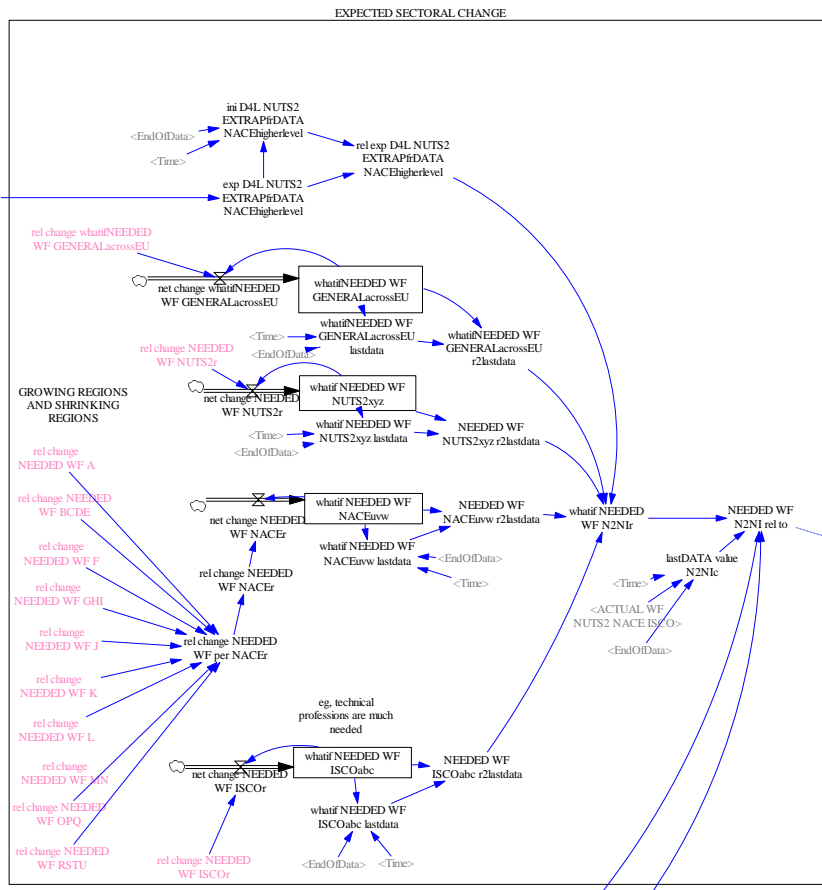 EXPECTED SECTORAL CHANGE
ini D4L NUTS2
EXTRAPfrDATA
NACEhigherlevel
<EndOfData>
<Time>
rel exp D4L NUTS2
EXTRAPfrDATA
NACEhigherlevel
exp D4L NUTS2
EXTRAPfrDATA
NACEhigherlevel
rel change whatifNEEDED
WF GENERALacrossEU
net change whatifNEEDED
WF GENERALacrossEU
whatifNEEDED WF
GENERALacrossEU
whatifNEEDED WF
GENERALacrossEU
lastdata
<Time>
<EndOfData>
whatifNEEDED WF
GENERALacrossEU
r2lastdata
rel change NEEDED
WF NUTS2r
net change NEEDED
WF NUTS2r
whatif NEEDED WF
NUTS2xyz
whatif NEEDED WF
NUTS2xyz lastdata
<Time>
<EndOfData>
NEEDED WF
NUTS2xyz r2lastdata
GROWING REGIONS
AND SHRINKING
REGIONS
rel change
NEEDED WF A
rel change NEEDED
WF BCDE
rel change
NEEDED WF F
rel change
NEEDED WF GHI
rel change
NEEDED WF J
rel change
NEEDED WF K
rel change
NEEDED WF L
rel change
NEEDED WF MN
rel change NEEDED
WF OPQ
rel change
NEEDED WF RSTU
net change NEEDED
WF NACEr
rel change NEEDED
WF NACEr
rel change NEEDED
WF per NACEr
whatif NEEDED WF
NACEuvw
whatif NEEDED WF
NACEuvw lastdata
<EndOfData>
<Time>
NEEDED WF
NACEuvw r2lastdata
whatif NEEDED
WF N2NIr
NEEDED WF
N2NI rel to
lastDATA value
N2NIc
<Time>
<ACTUAL WF
NUTS2 NACE ISCO>
<EndOfData>
eg, technical
professions are much
needed
net change NEEDED
WF ISCOr
whatif NEEDED WF
ISCOabc
NEEDED WF
ISCOabc r2lastdata
whatif NEEDED WF
ISCOabc lastdata
<EndOfData>
<Time>
rel change NEEDED
WF ISCOr